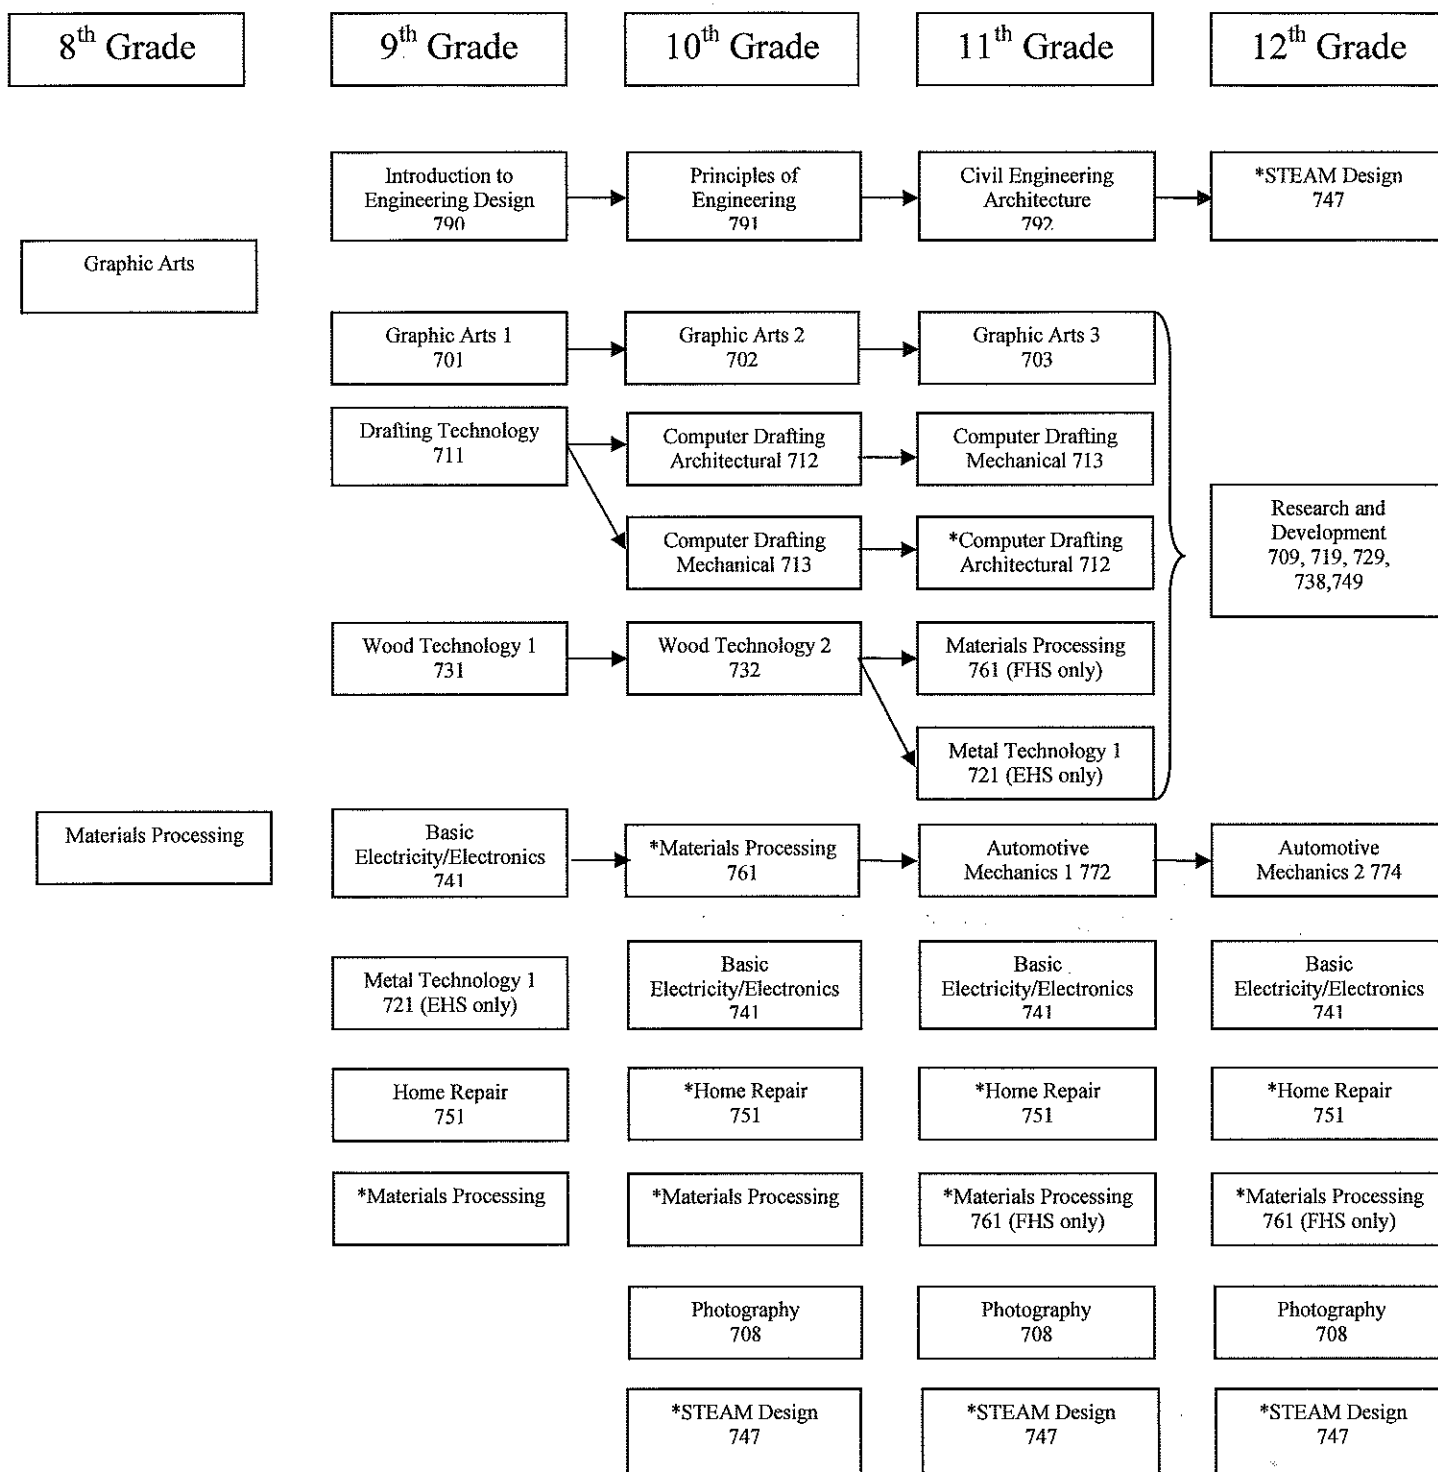 8th Grade
9th Grade
10th Grade
11th Grade
12th Grade
Introduction to
Engineering Design
790
Principles of
Engineering
791
Civil Engineering
Architecture
792
*STEAM Design
747
Graphic Arts
Graphic Arts 1
701
Graphic Arts 2
702
Graphic Arts 3
703
Drafting Technology
711
Computer Drafting
Architectural 712
Computer Drafting
Mechanical 713
Computer Drafting
Mechanical 713
*Computer Drafting
Architectural 712
Research and
Development
709, 719, 729,
738,749
Wood Technology 1
731
Wood Technology 2
732
Materials Processing
761 (FHS only)
Metal Technology 1
721 (EHS only)
Materials Processing
Basic
Electricity/Electronics
741
*Materials Processing
761
Automotive
Mechanics 1 772
Automotive
Mechanics 2 774
Metal Technology 1
721 (EHS only)
Basic
Electricity/Electronics
741
Basic
Electricity/Electronics
741
Basic
Electricity/Electronics
741
Home Repair
751
*Home Repair
751
*Home Repair
751
*Home Repair
751
*Materials Processing
*Materials Processing
*Materials Processing
761 (FHS only)
*Materials Processing
761 (FHS only)
Photography
708
Photography
708
Photography
708
*STEAM Design
747
*STEAM Design
747
*STEAM Design
747